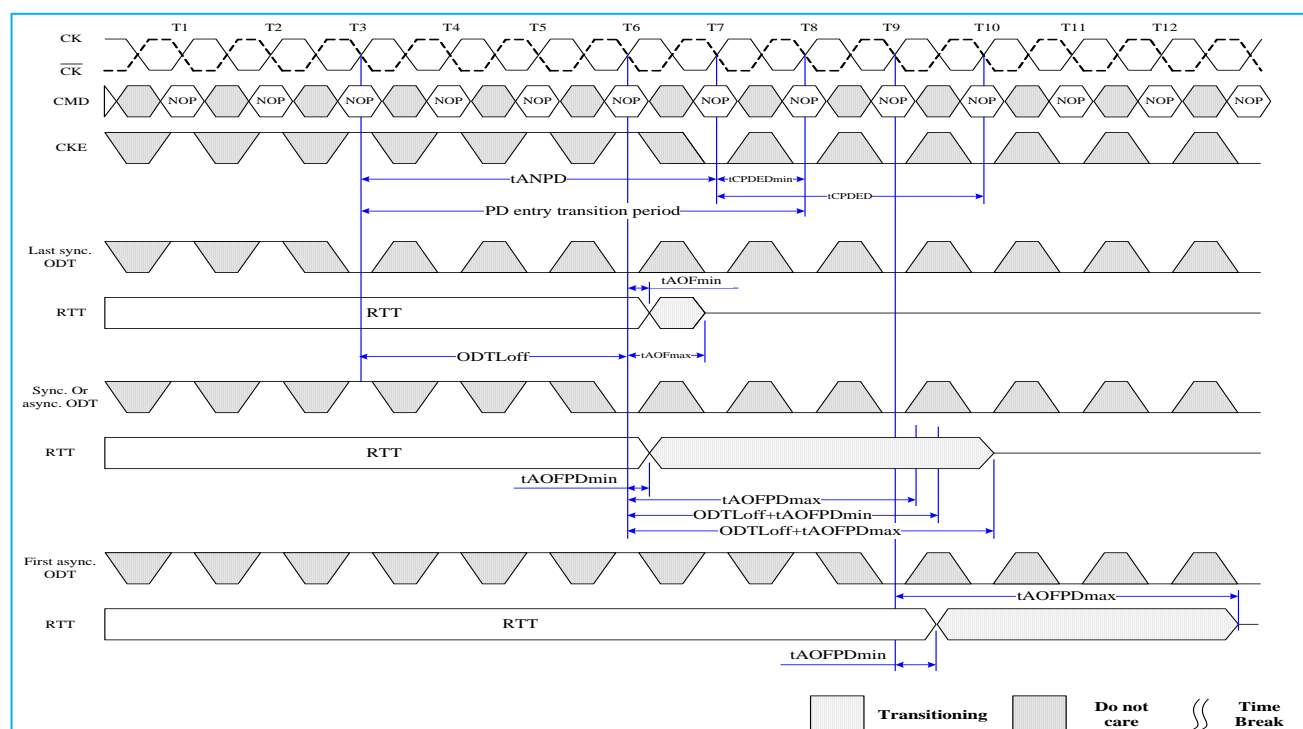 T1 T2 T3 T4 T5 T6 T7 T8 T9 T10 T11 T12
CK
CK
CMD NOP NOP NOP NOP NOP NOP NOP NOP NOP NOP NOP NOP NOP
CKE
tANPD tCPDEDmin
tCPDED
PD entry transition period
Last sync.
ODT
tAOFmin
RTT RTT
ODTLoff tAOFmax
Sync. Or
async. ODT
RTT RTT
tAOFPDmin
tAOFPDmax
ODTLoff+tAOFPDmin
ODTLoff+tAOFPDmax
First async.
ODT
tAOFPDmax
RTT RTT
tAOFPDmin
Transitioning
Do not
care
Time
Break